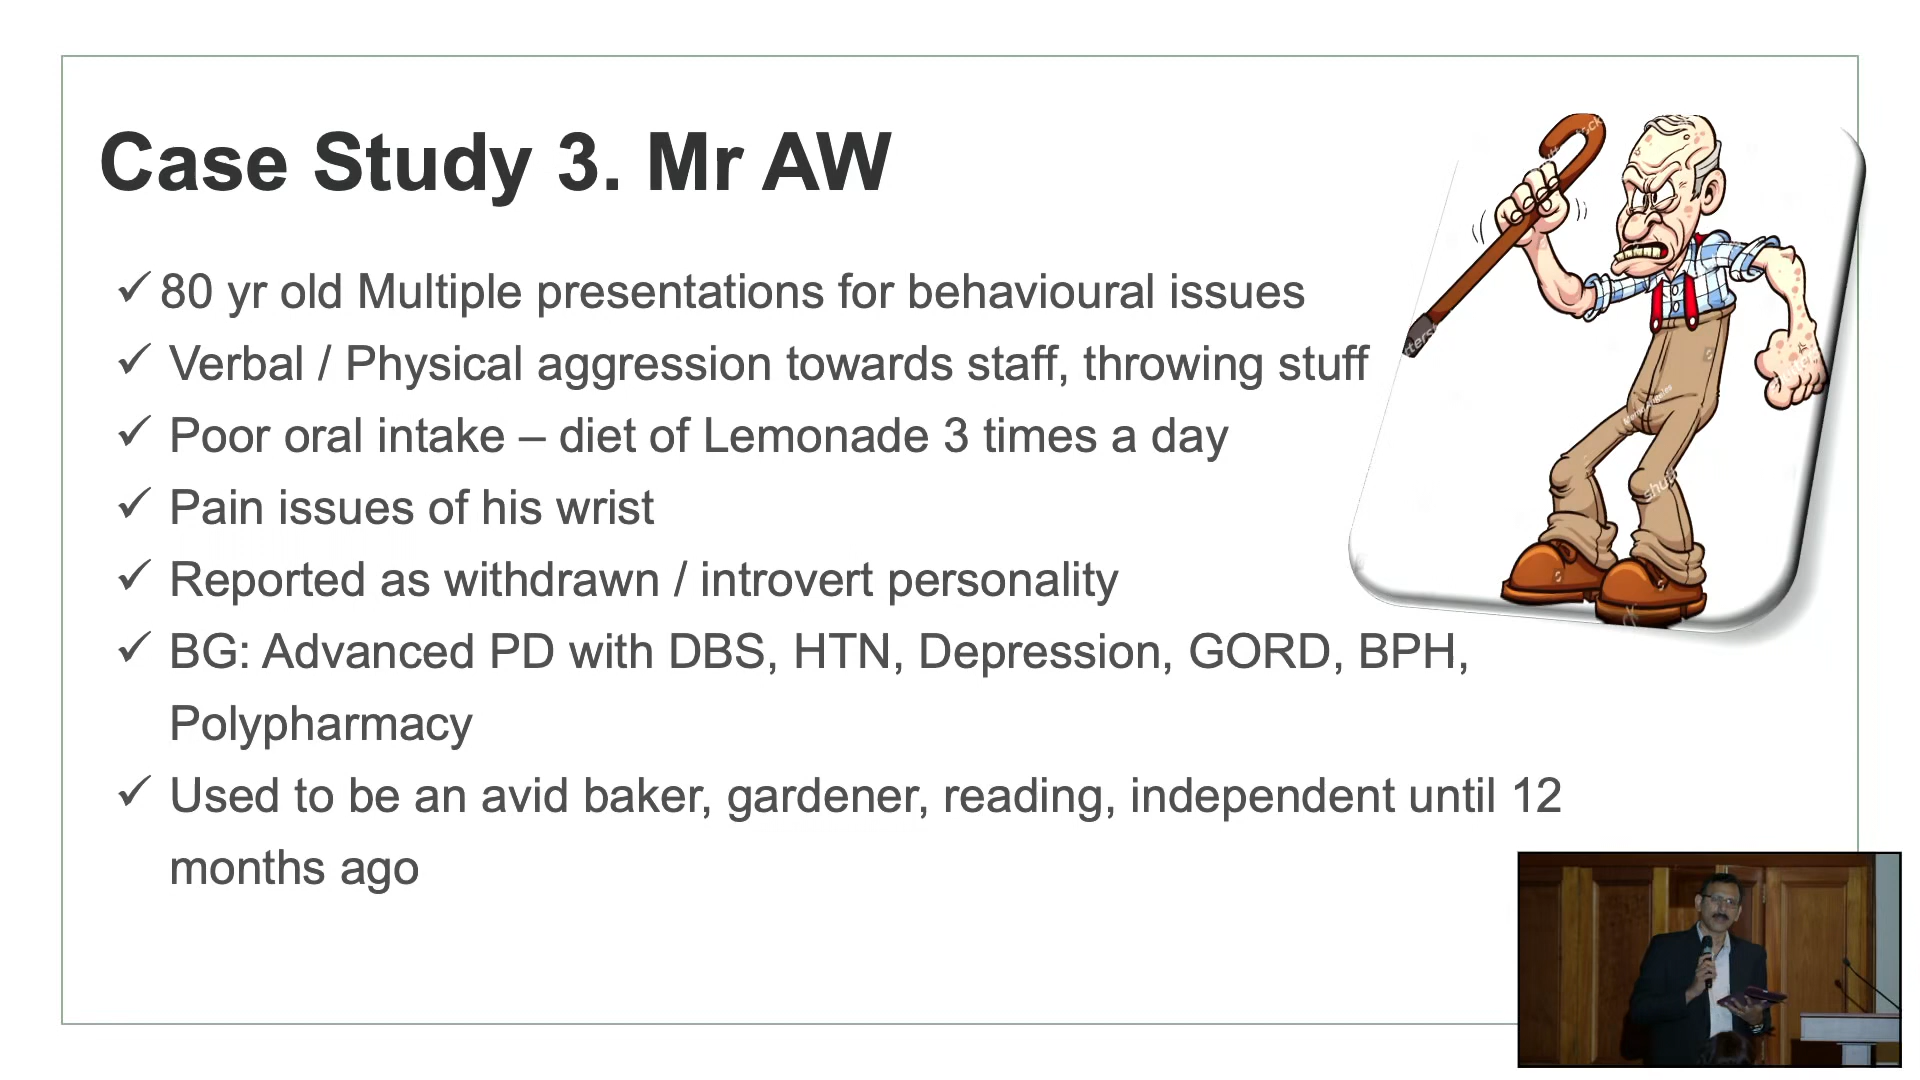 Case Study 3. Mr AW
✓ 80 yr old Multiple presentations for behavioural issues
✓ Verbal / Physical aggression towards staff, throwing stuff
✓ Poor oral intake – diet of Lemonade 3 times a day
✓ Pain issues of his wrist
✓ Reported as withdrawn / introvert personality
✓ BG: Advanced PD with DBS, HTN, Depression, GORD, BPH,
Polypharmacy
✓ Used to be an avid baker, gardener, reading, independent until 12
months ago